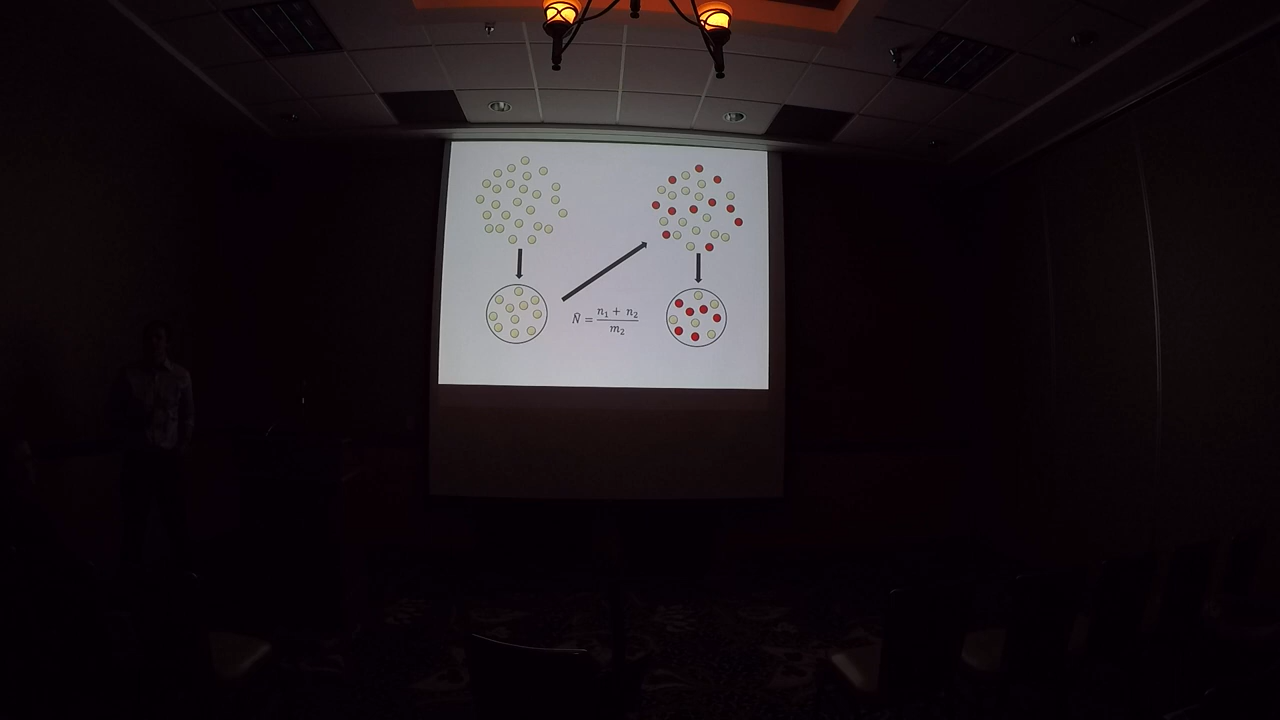 N̂ = n₁ + n₂ / m₂